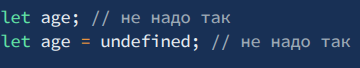 let age; // не надо так
let age = undefined; // не надо так